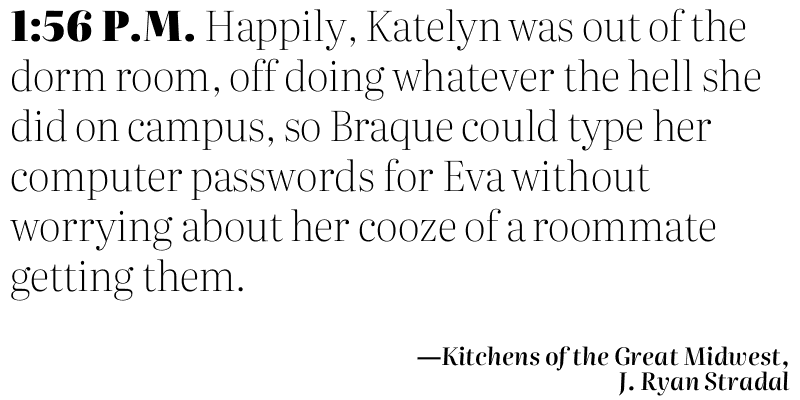 1:56 P.M. Happily, Katelyn was out of the
dorm room, off doing whatever the hell she
did on campus, so Braque could type her
computer passwords for Eva without
worrying about her cooze of a roommate
getting them.
—Kitchens of the Great Midwest,
J. Ryan Stradal